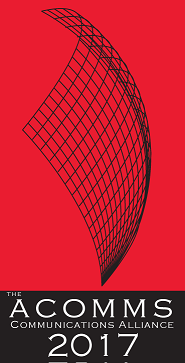 THE
ACOMMS
COMMUNICATIONS ALLIANCE
2017